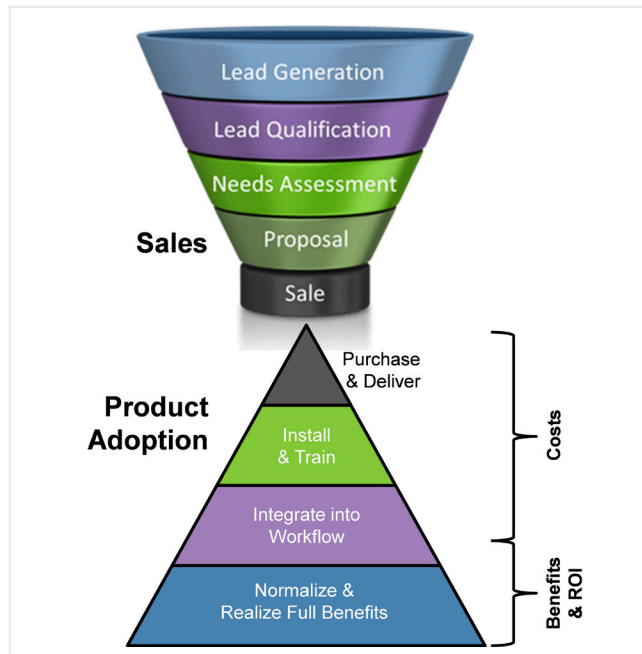 Lead Generation
Lead Qualification
Needs Assessment
Sales
Proposal
Sale
Purchase
& Deliver
Product
Adoption
Install
& Train
Costs
Integrate into
Workflow
Normalize &
Realize Full Benefits
Benefits
& ROI